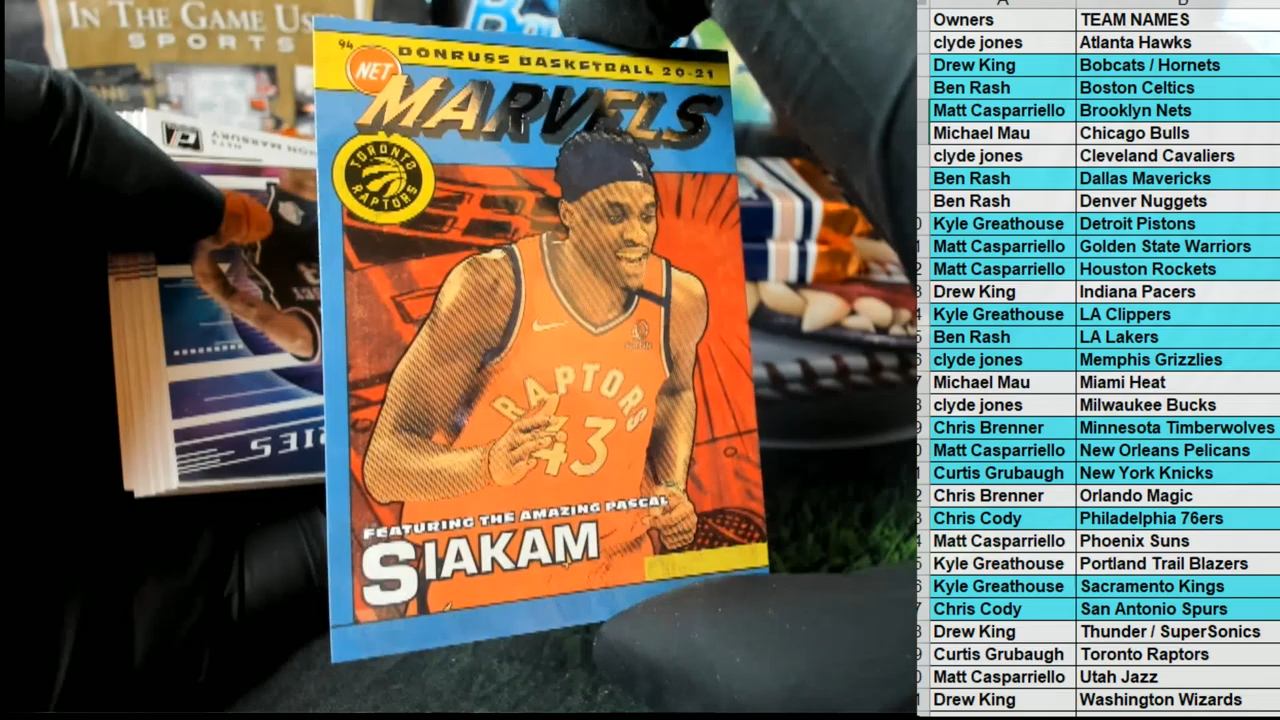 IN THE GAME USED
SPORTS
94
DONRUSS BASKETBALL 20-21
NET
MARVELS
TORONTO
RAPTORS
RAPTORS
43
FEATURING THE AMAZING PASCAL
SIAKAM
MARBURY
NETS
Owners TEAM NAMES
clyde jones Atlanta Hawks
Drew King Bobcats / Hornets
Ben Rash Boston Celtics
Matt Casparriello Brooklyn Nets
Michael Mau Chicago Bulls
clyde jones Cleveland Cavaliers
Ben Rash Dallas Mavericks
Ben Rash Denver Nuggets
Kyle Greathouse Detroit Pistons
Matt Casparriello Golden State Warriors
Matt Casparriello Houston Rockets
Drew King Indiana Pacers
Kyle Greathouse LA Clippers
Ben Rash LA Lakers
clyde jones Memphis Grizzlies
Michael Mau Miami Heat
clyde jones Milwaukee Bucks
Chris Brenner Minnesota Timberwolves
Matt Casparriello New Orleans Pelicans
Curtis Grubaugh New York Knicks
Chris Brenner Orlando Magic
Chris Cody Philadelphia 76ers
Matt Casparriello Phoenix Suns
Kyle Greathouse Portland Trail Blazers
Kyle Greathouse Sacramento Kings
Chris Cody San Antonio Spurs
Drew King Thunder / SuperSonics
Curtis Grubaugh Toronto Raptors
Matt Casparriello Utah Jazz
Drew King Washington Wizards